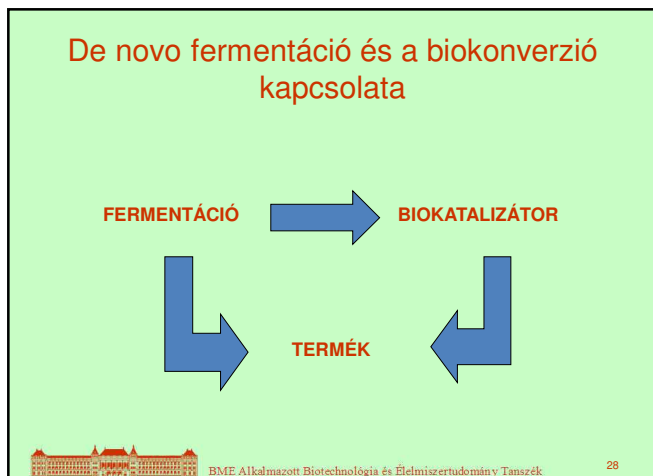 De novo fermentáció és a biokonverzió
kapcsolata
FERMENTÁCIÓ
BIOKATALIZÁTOR
TERMÉK
BME Alkalmazott Biotechnológia és Élelmiszertudomány Tanszék
28